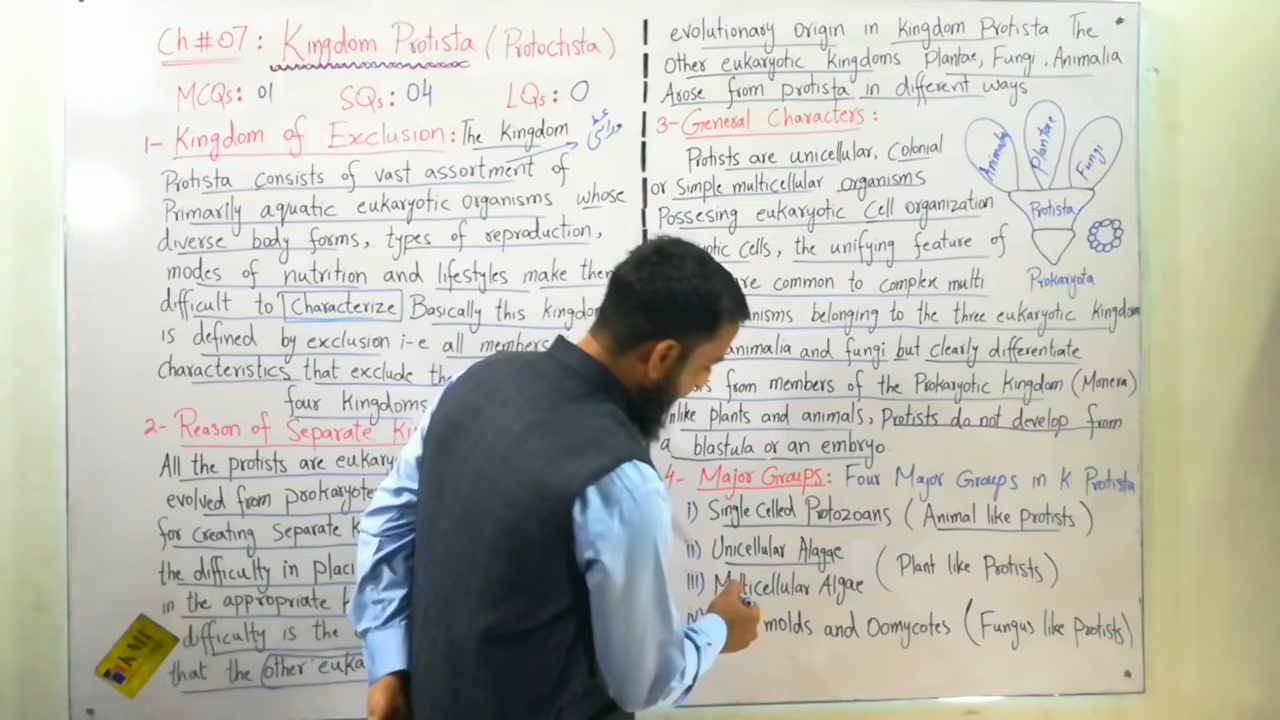 Ch # 07: Kingdom Protista (Protoctista)
MCQs: 01 SQs: 04 LQs: 0
1- Kingdom of Exclusion: The Kingdom
Protista consists of vast assortment of
Primarily aquatic eukaryotic organisms whose
diverse body forms, types of reproduction,
modes of nutrition and lifestyles make them
difficult to Characterize Basically this kingdo
is defined by exclusion i-e all members
characteristics that exclude
four Kingdoms
2- Reason of Separate Ki
All the protists are eukary
evolved from prokaryote
for creating separate K
the difficulty in placi
in the appropriate
difficulty is the
that the other euka
evolutionary origin in kingdom Protista The
Other eukaryotic kingdoms Plantae, Fungi, Animalia
Arose from protista in different ways
3- General Characters:
Protists are unicellular, Colonial
or Simple multicellular organisms
Possesing eukaryotic Cell organization
otic cells, the unifying feature of
re common to complex multi
anisms belonging to the three eukaryotic kingdom
animalia and fungi but clearly differentiate
from members of the Prokaryotic Kingdom (Monera)
nlike plants and animals, Protists do not develop from
a blastula or an embryo
Animalia
Plantae
Fungi
Protista
Prokaryota
4- Major Groups: Four Major Groups in K Protista
i) Single Celled Protozoans (Animal like Protists)
ii) Unicellular Alagae
iii) Multicellular Algae (Plant like Protists)
molds and Oomycetes (Fungus like Protists)